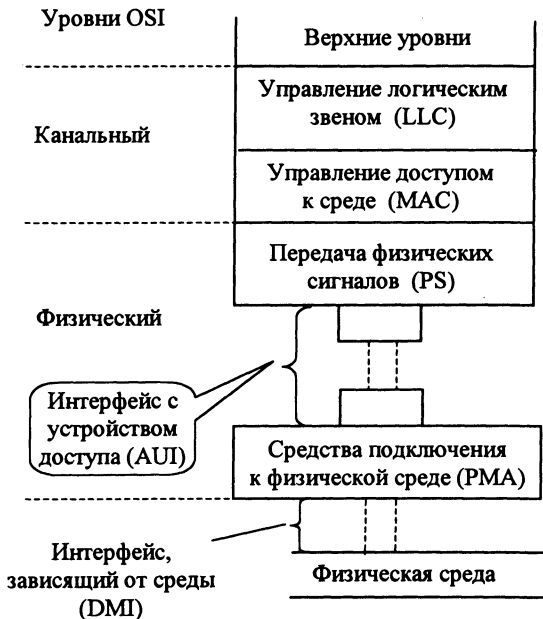 Уровни OSI
Верхние уровни
Управление логическим
звеном (LLC)
Канальный
Управление доступом
к среде (MAC)
Передача физических
сигналов (PS)
Физический
Интерфейс с
устройством
доступа (AUI)
Средства подключения
к физической среде (PMA)
Интерфейс,
зависящий от среды
(DMI)
Физическая среда